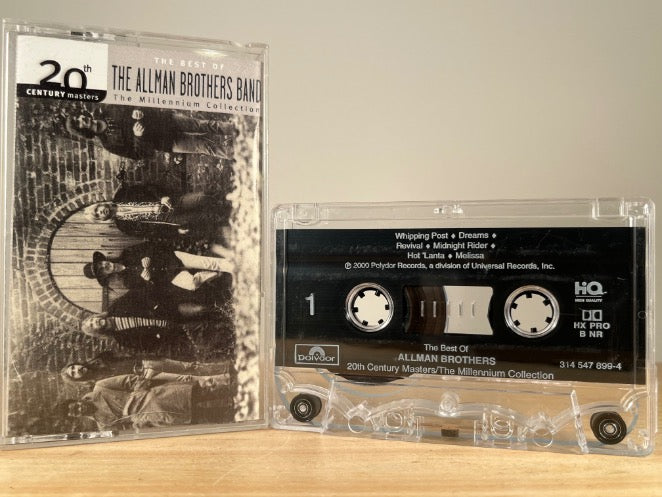 20th
CENTURY masters
THE BEST OF
THE ALLMAN BROTHERS BAND
The Millennium Collection
Whipping Post ♦ Dreams ♦
Revival ♦ Midnight Rider ♦
Hot 'Lanta ♦ Melissa
℗ 2000 Polydor Records, a division of Universal Records, Inc.
1
HQ
HIGH QUALITY
HX PRO
B NR
polydor
The Best Of
ALLMAN BROTHERS
20th Century Masters/The Millennium Collection
314 547 899-4